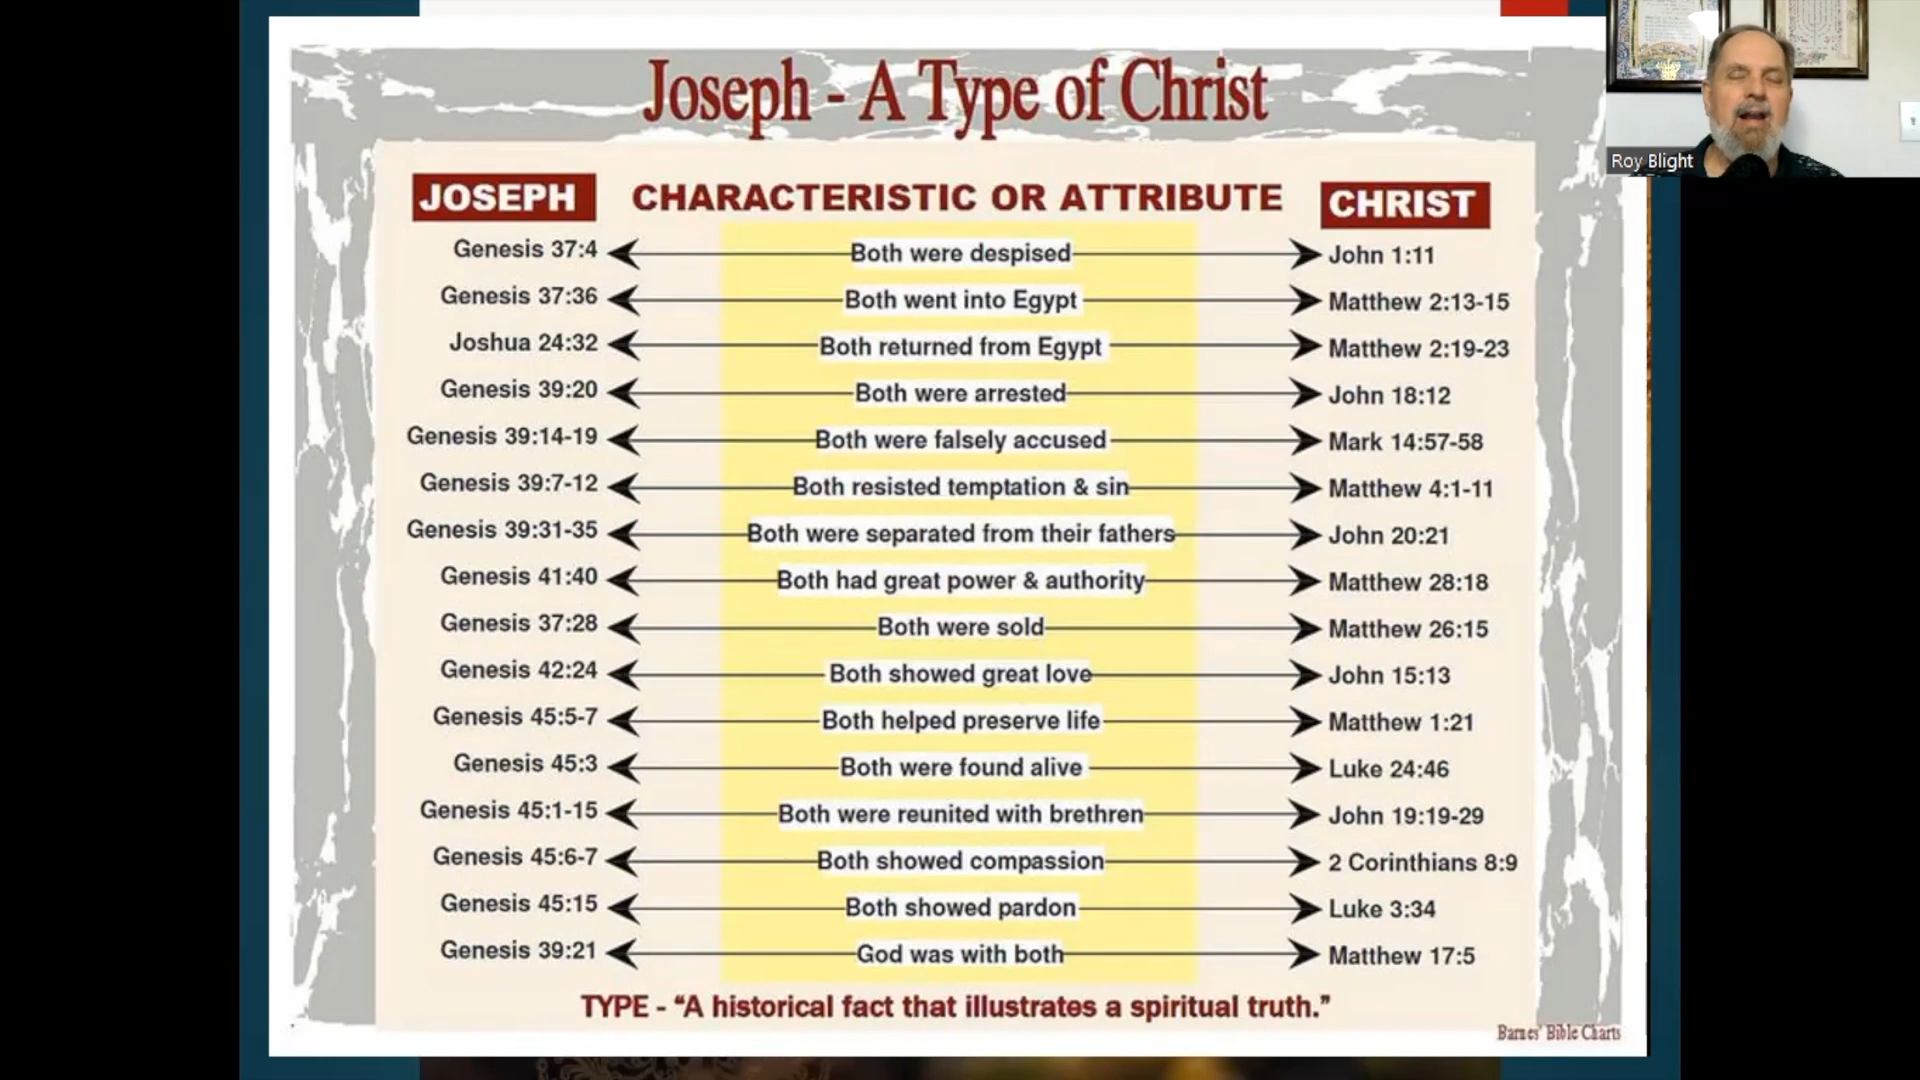 Joseph - A Type of Christ
Roy Blight
JOSEPH CHARACTERISTIC OR ATTRIBUTE CHRIST
Genesis 37:4 Both were despised John 1:11
Genesis 37:36 Both went into Egypt Matthew 2:13-15
Joshua 24:32 Both returned from Egypt Matthew 2:19-23
Genesis 39:20 Both were arrested John 18:12
Genesis 39:14-19 Both were falsely accused Mark 14:57-58
Genesis 39:7-12 Both resisted temptation & sin Matthew 4:1-11
Genesis 39:31-35 Both were separated from their fathers John 20:21
Genesis 41:40 Both had great power & authority Matthew 28:18
Genesis 37:28 Both were sold Matthew 26:15
Genesis 42:24 Both showed great love John 15:13
Genesis 45:5-7 Both helped preserve life Matthew 1:21
Genesis 45:3 Both were found alive Luke 24:46
Genesis 45:1-15 Both were reunited with brethren John 19:19-29
Genesis 45:6-7 Both showed compassion 2 Corinthians 8:9
Genesis 45:15 Both showed pardon Luke 3:34
Genesis 39:21 God was with both Matthew 17:5
TYPE - “A historical fact that illustrates a spiritual truth.”
Barnes' Bible Charts